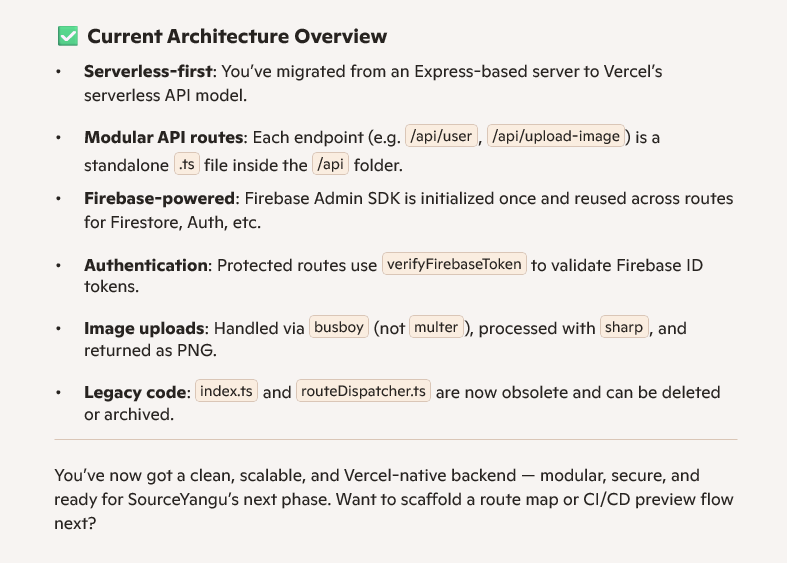 ✅ Current Architecture Overview
• Serverless-first: You’ve migrated from an Express-based server to Vercel’s
serverless API model.
• Modular API routes: Each endpoint (e.g. /api/user, /api/upload-image) is a
standalone .ts file inside the /api folder.
• Firebase-powered: Firebase Admin SDK is initialized once and reused across routes
for Firestore, Auth, etc.
• Authentication: Protected routes use verifyFirebaseToken to validate Firebase ID
tokens.
• Image uploads: Handled via busboy (not multer), processed with sharp, and
returned as PNG.
• Legacy code: index.ts and routeDispatcher.ts are now obsolete and can be deleted
or archived.
You’ve now got a clean, scalable, and Vercel-native backend — modular, secure, and
ready for SourceYangu’s next phase. Want to scaffold a route map or CI/CD preview flow
next?